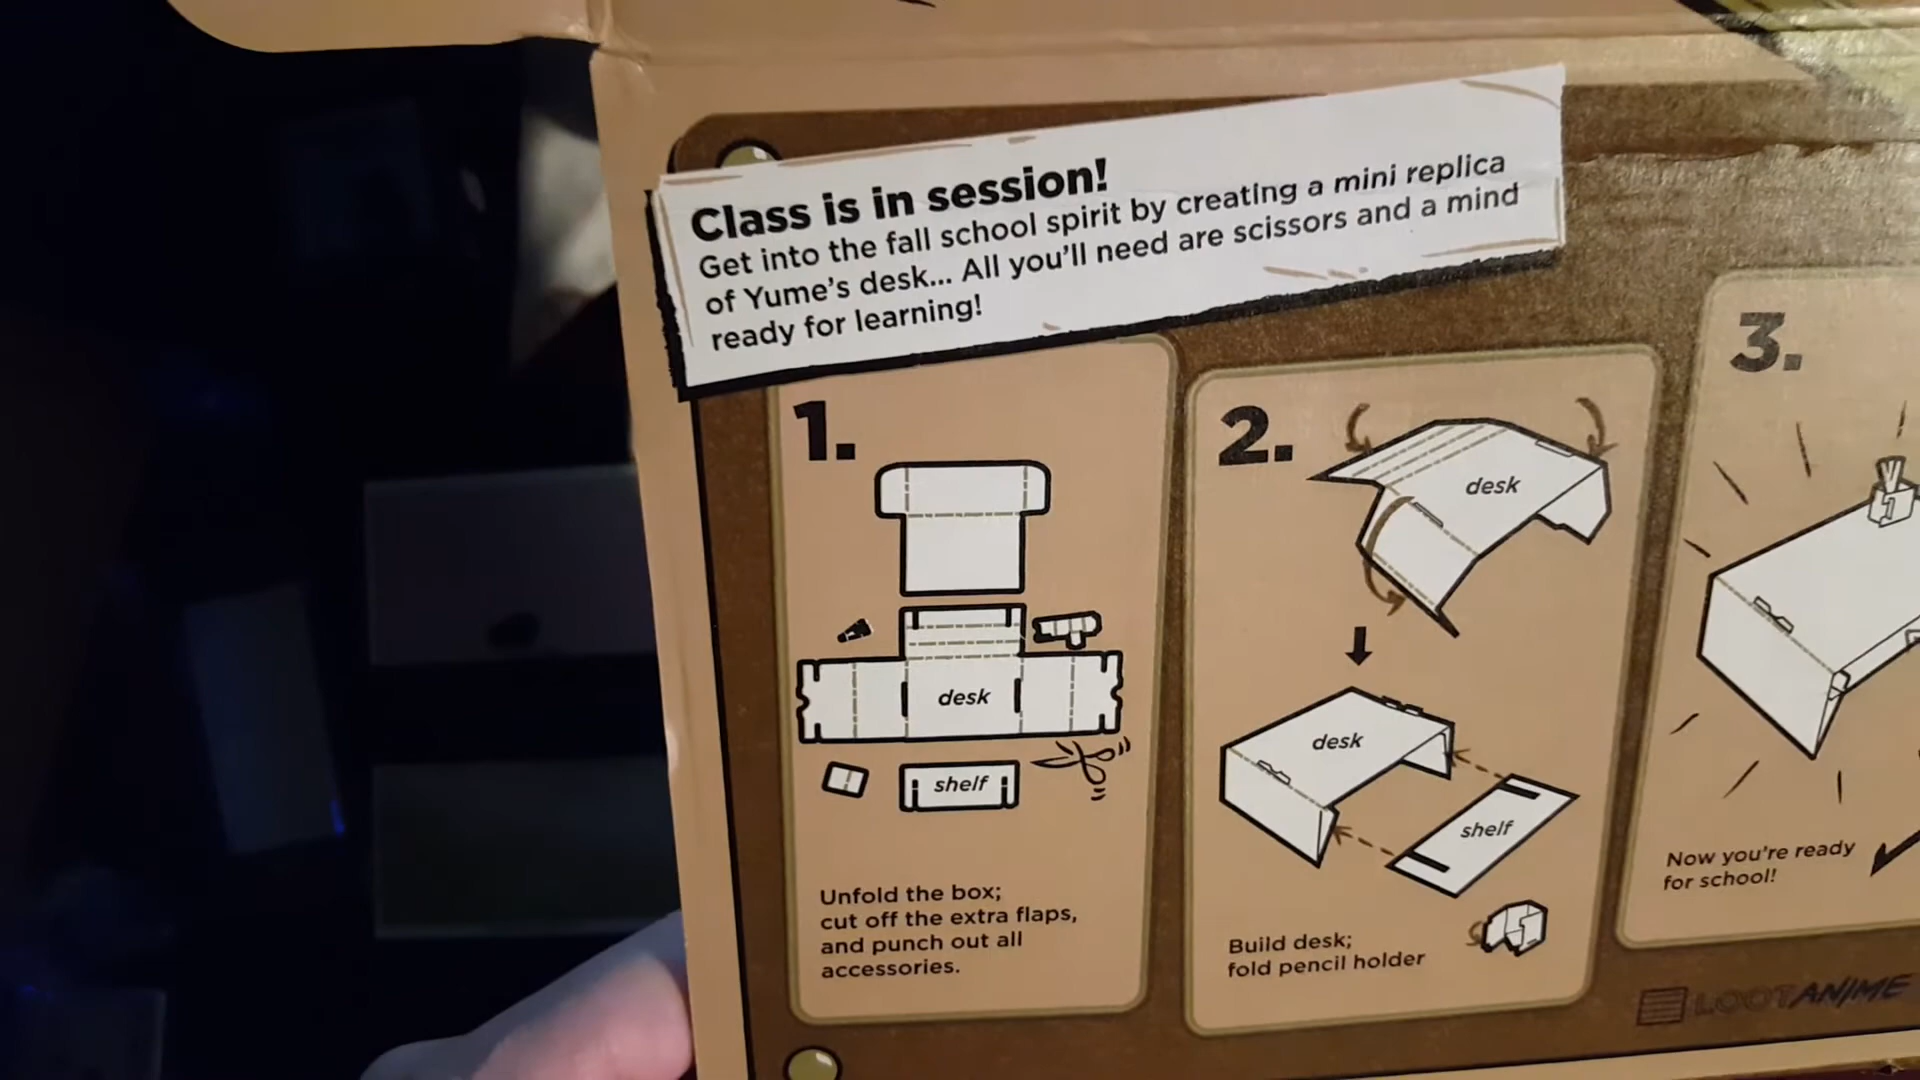 Class is in session!
Get into the fall school spirit by creating a mini replica
of Yume's desk... All you'll need are scissors and a mind
ready for learning!
1.
desk
shelf
Unfold the box;
cut off the extra flaps,
and punch out all
accessories.
2.
desk
desk
shelf
Build desk;
fold pencil holder
3.
Now you're ready
for school!
LOOTANIME